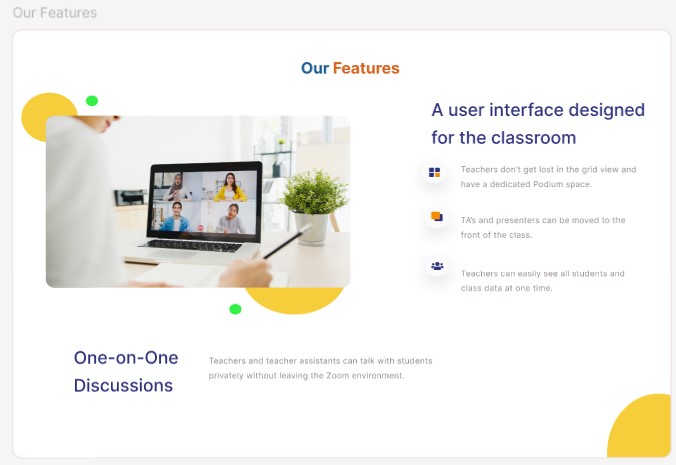 Our Features
Our Features
A user interface designed
for the classroom
Teachers don't get lost in the grid view and
have a dedicated Podium space.
TA's and presenters can be moved to the
front of the class.
Teachers can easily see all students and
class data at one time.
One-on-One
Discussions
Teachers and teacher assistants can talk with students
privately without leaving the Zoom environment.